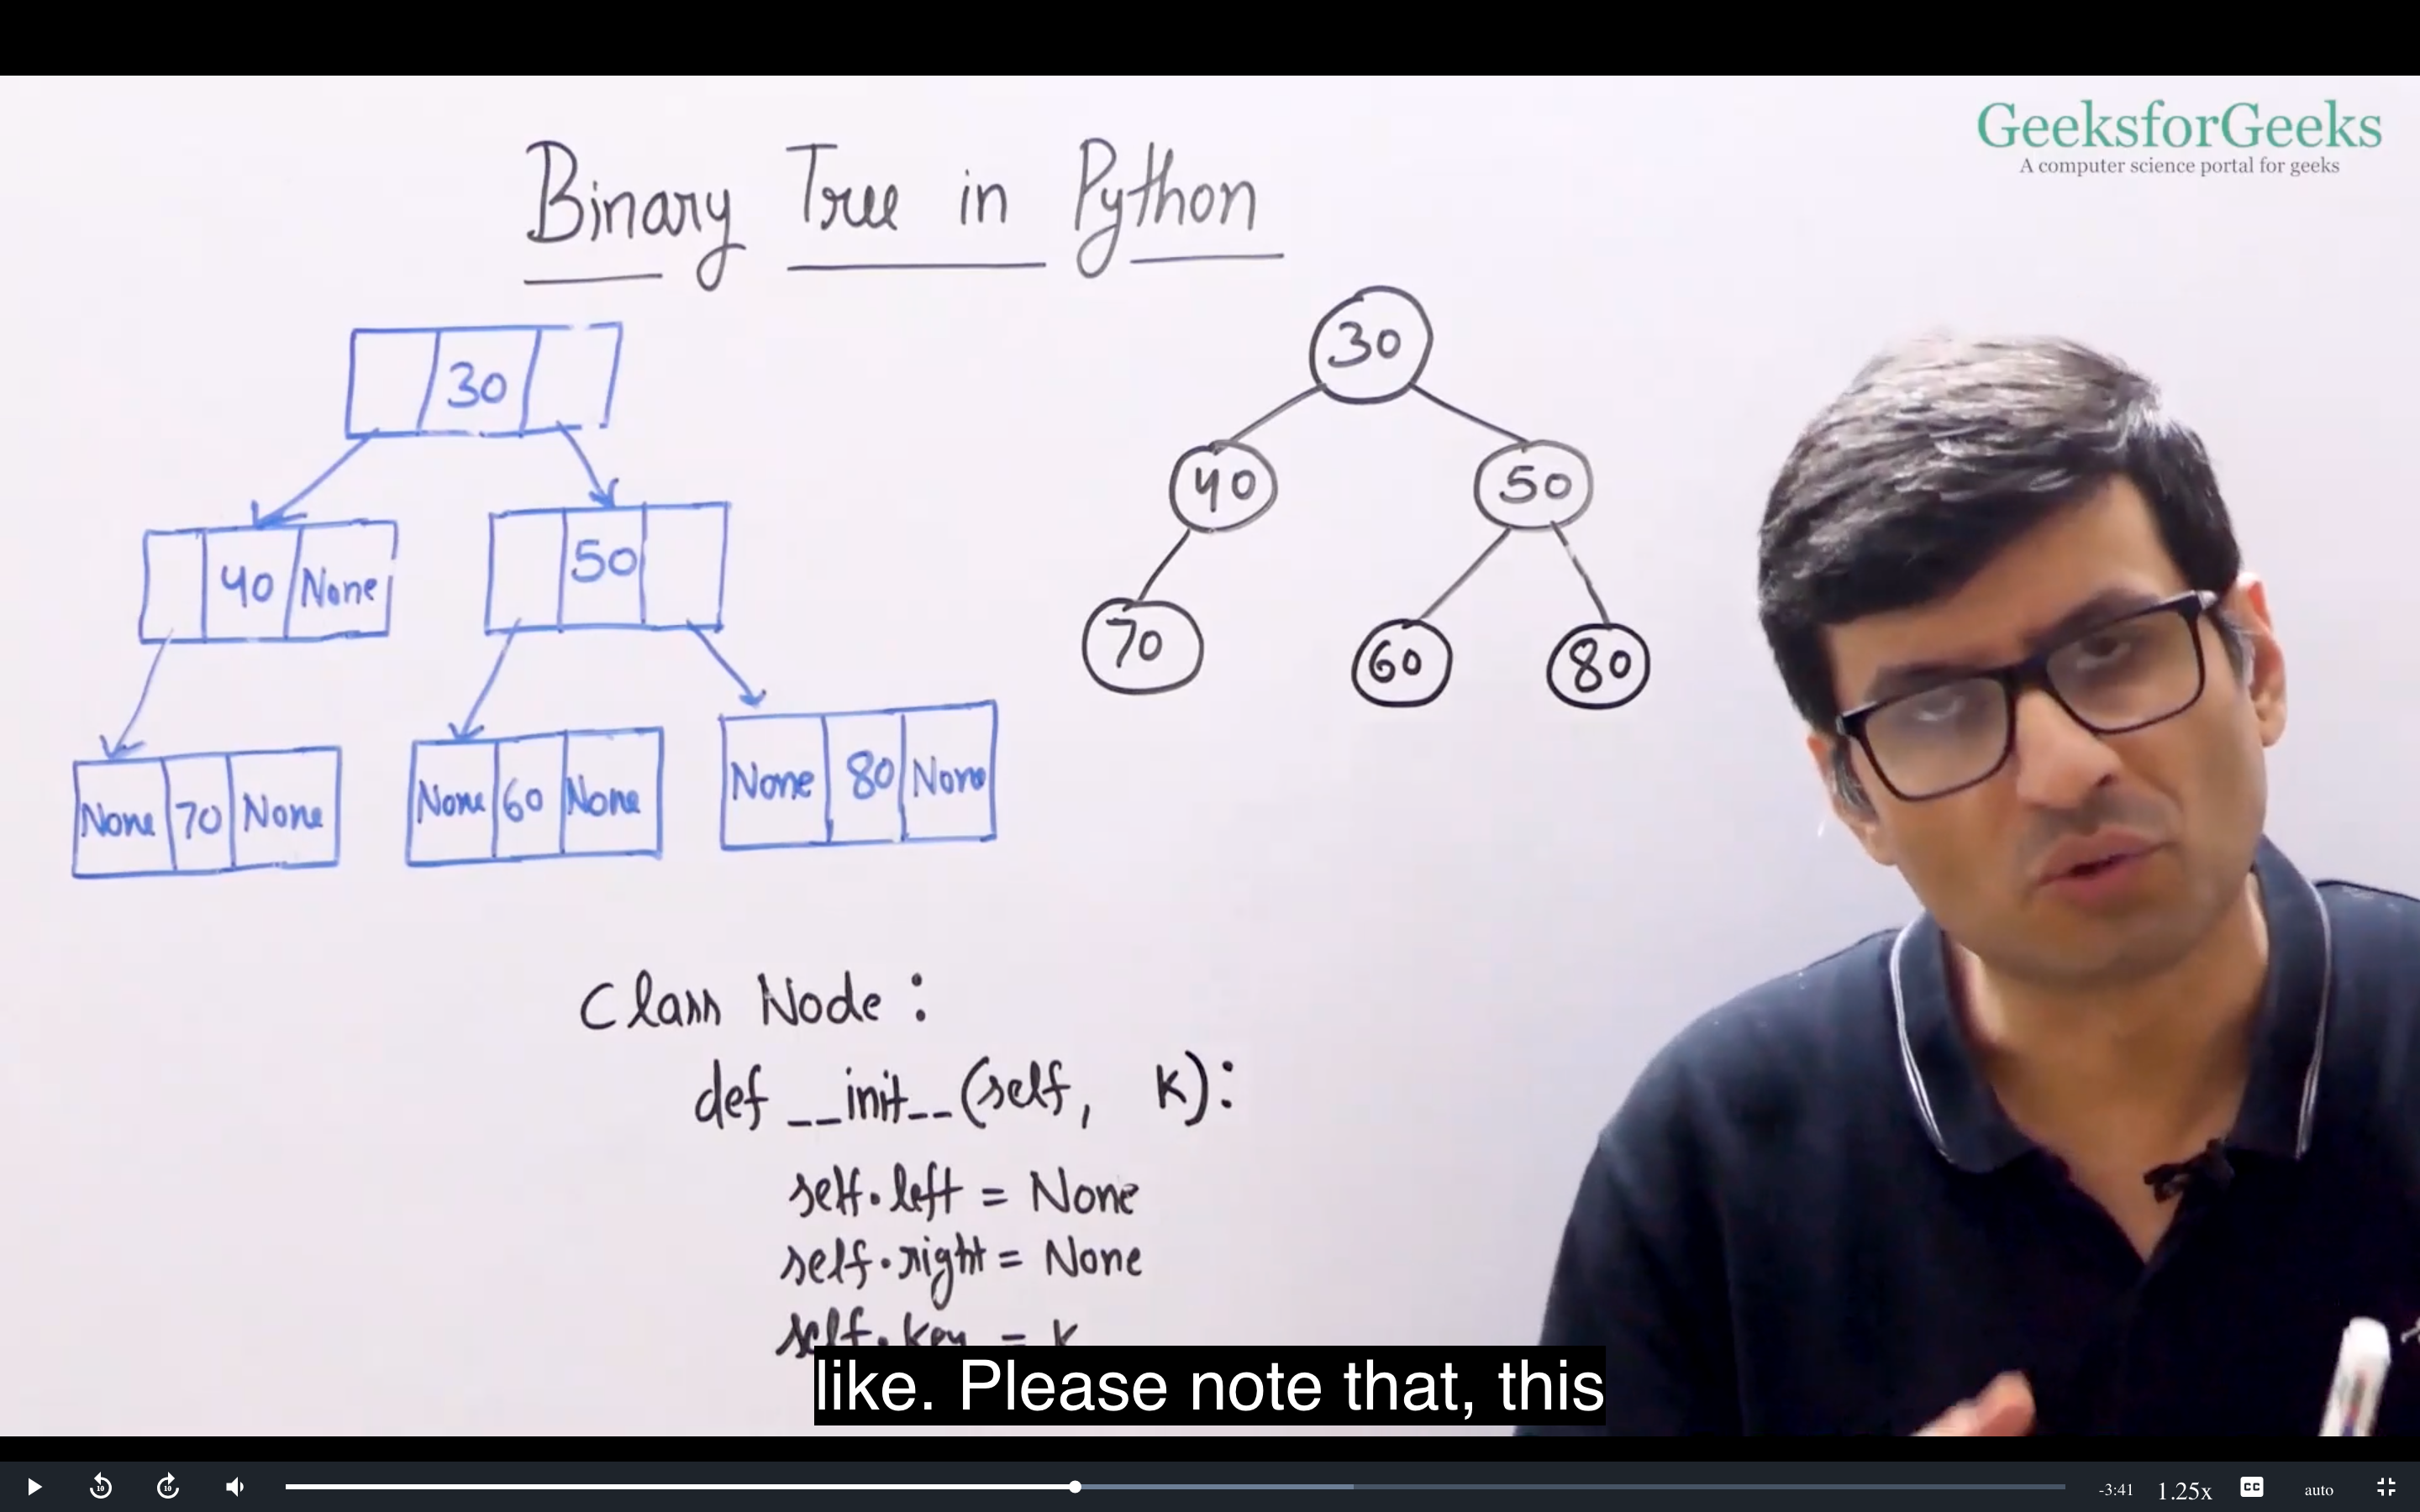 GeeksforGeeks
A computer science portal for geeks
Binary Tree in Python
30
30
40
50
40 None
50
70
60
80
None 70 None
None 60 None
None 80 None
Class Node :
def __init__(self, k):
self.left = None
self.right = None
self.key = k
like. Please note that, this
10
10
-3:41
1.25x
CC
auto